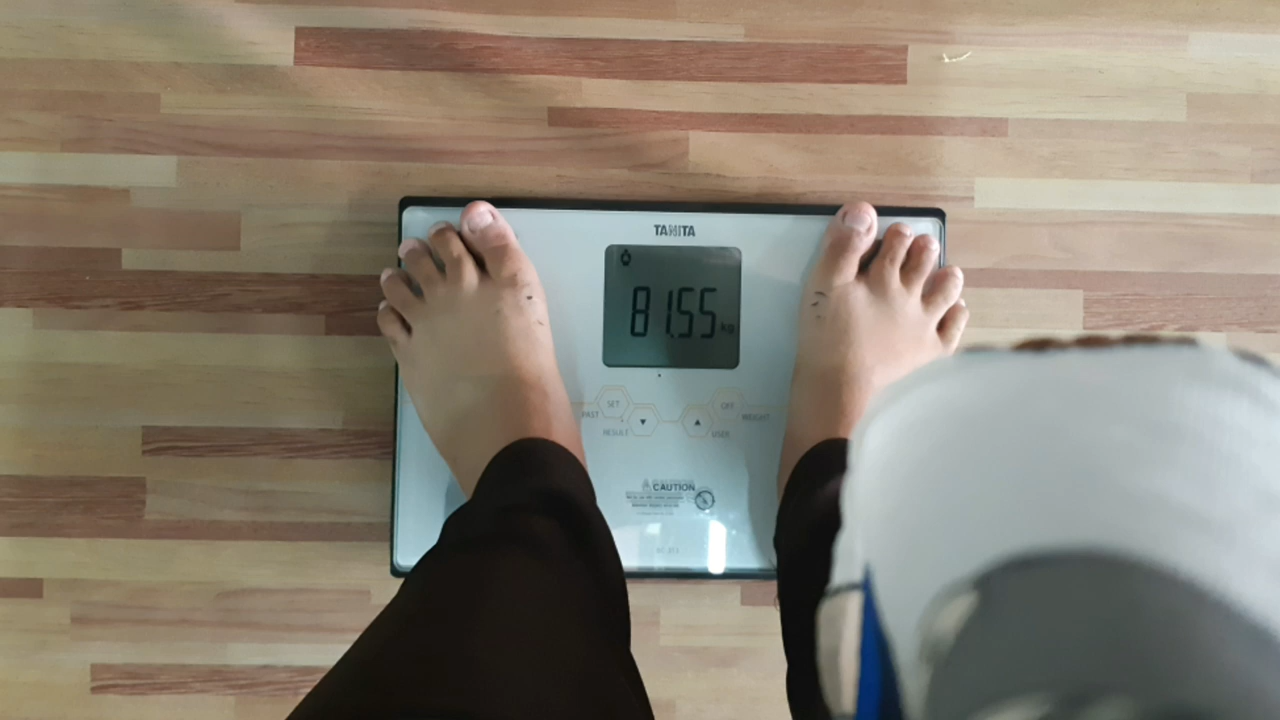 TANITA
81.55 kg
SET
OFF
PAST
WEIGHT
▼
▲
RESULT
USER
CAUTION